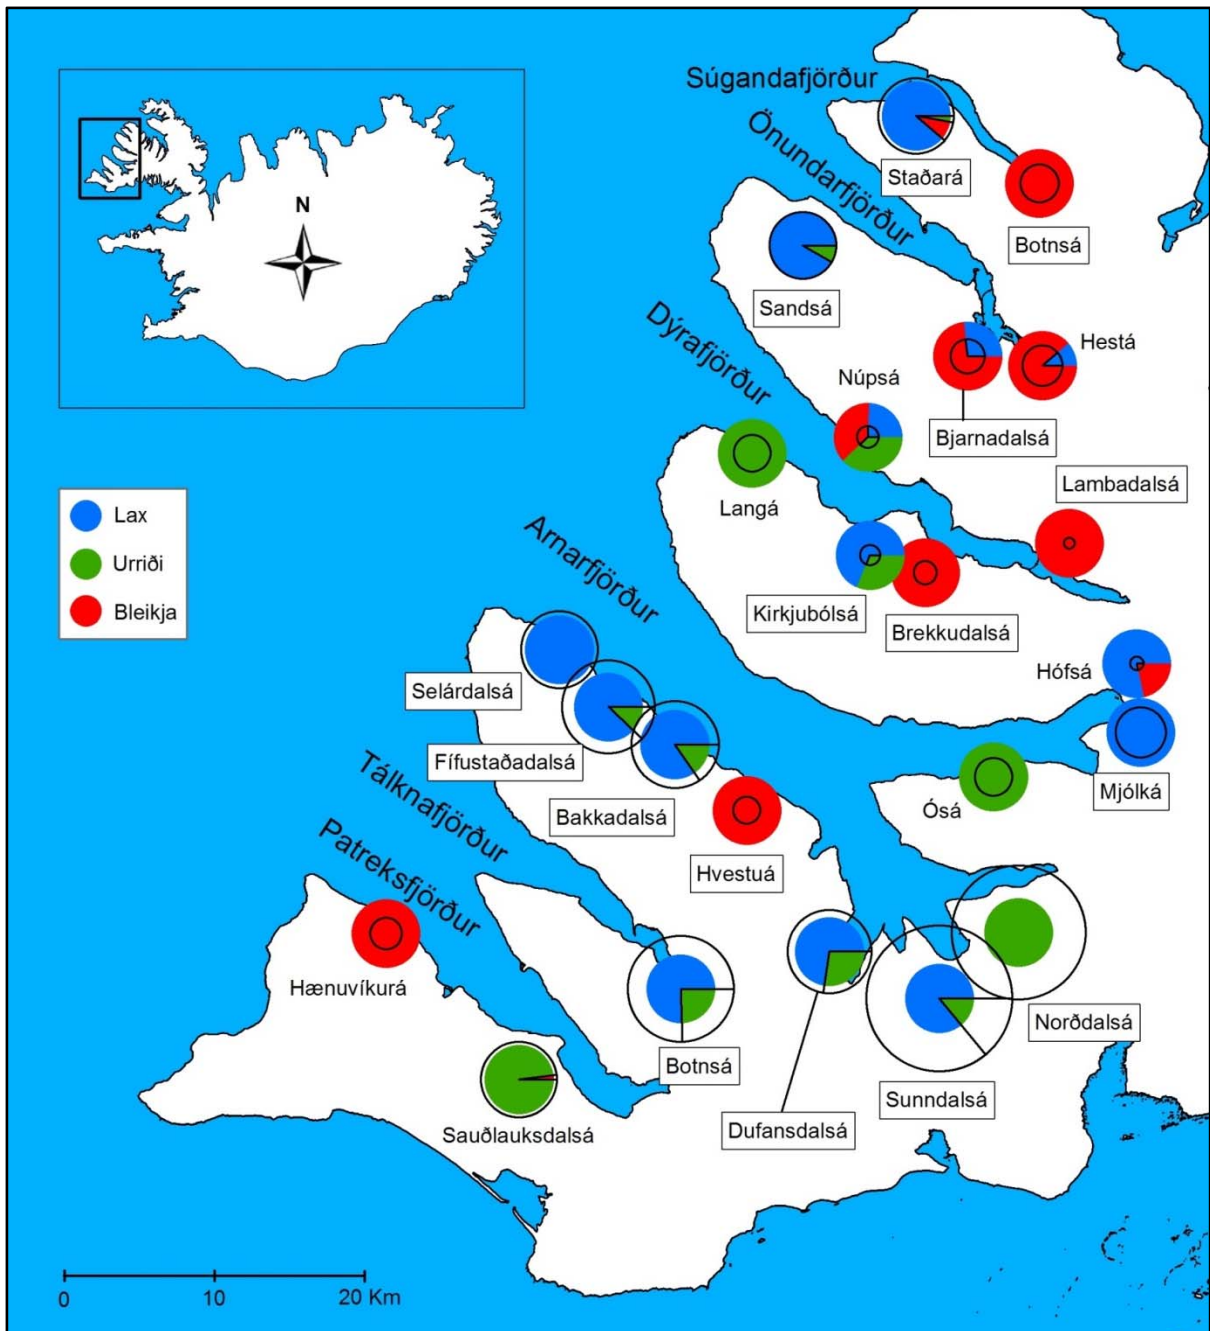 Súgandafjörður
Önundarfjörður
Staðará
N
Botnsá
Sandsá
Dýrafjörður
Hestá
Núpsá
Bjarnadalsá
Lambadalsá
Langá
Lax
Urriði
Bleikja
Arnarfjörður
Kirkjubólsá
Brekkudalsá
Hófsá
Selárdalsá
Fífustaðadalsá
Bakkadalsá
Mjólká
Ósá
Tálknafjörður
Patreksfjörður
Hvestuá
Hænuvíkurá
Norðdalsá
Botnsá
Sunndalsá
Dufansdalsá
Sauðlauksdalsá
0 10 20 Km